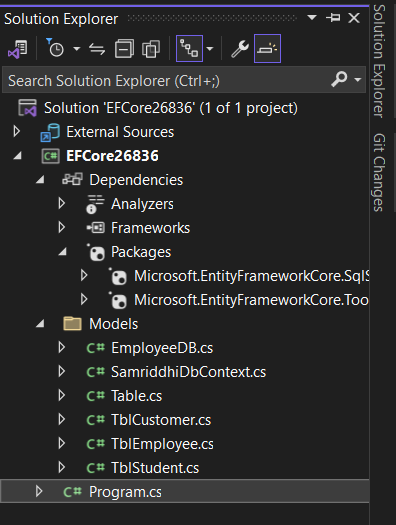 Solution Explorer
Search Solution Explorer (Ctrl+;)
Solution 'EFCore26836' (1 of 1 project)
External Sources
EFCore26836
Dependencies
Analyzers
Frameworks
Packages
Microsoft.EntityFrameworkCore.SqlS
Microsoft.EntityFrameworkCore.Too
Models
EmployeeDB.cs
SamriddhiDbContext.cs
Table.cs
TblCustomer.cs
TblEmployee.cs
TblStudent.cs
Program.cs
Solution Explorer
Git Changes